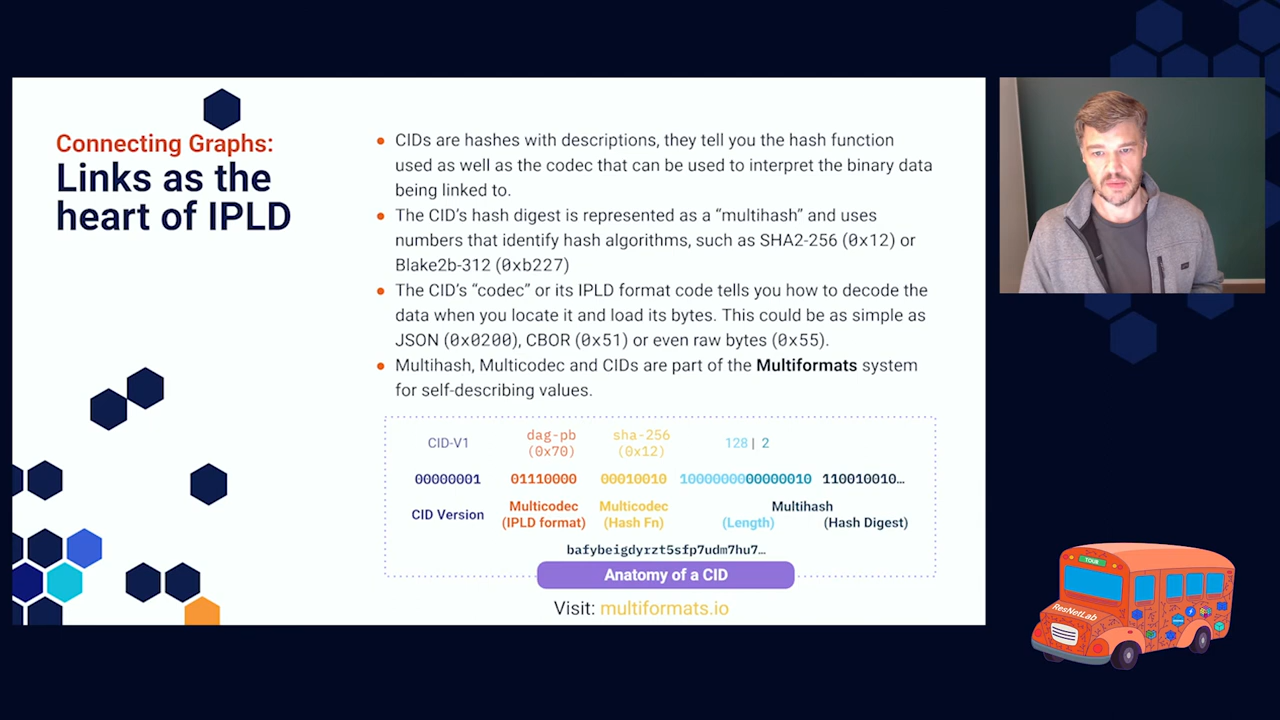 Connecting Graphs:
Links as the
heart of IPLD
CIDs are hashes with descriptions, they tell you the hash function
used as well as the codec that can be used to interpret the binary data
being linked to.
The CID's hash digest is represented as a “multihash” and uses
numbers that identify hash algorithms, such as SHA2-256 (0x12) or
Blake2b-312 (0xb227)
The CID's “codec” or its IPLD format code tells you how to decode the
data when you locate it and load its bytes. This could be as simple as
JSON (0x0200), CBOR (0x51) or even raw bytes (0x55).
Multihash, Multicodec and CIDs are part of the Multiformats system
for self-describing values.
CID-V1 dag-pb sha-256 128 | 2
(0x70) (0x12)
00000001 01110000 00010010 1000000000000010 110010010…
CID Version Multicodec Multicodec Multihash
(IPLD format) (Hash Fn) (Length) (Hash Digest)
bafybeigdyrzt5sfp7udm7hu7…
Anatomy of a CID
Visit: multiformats.io
TOUR
ResNetLab